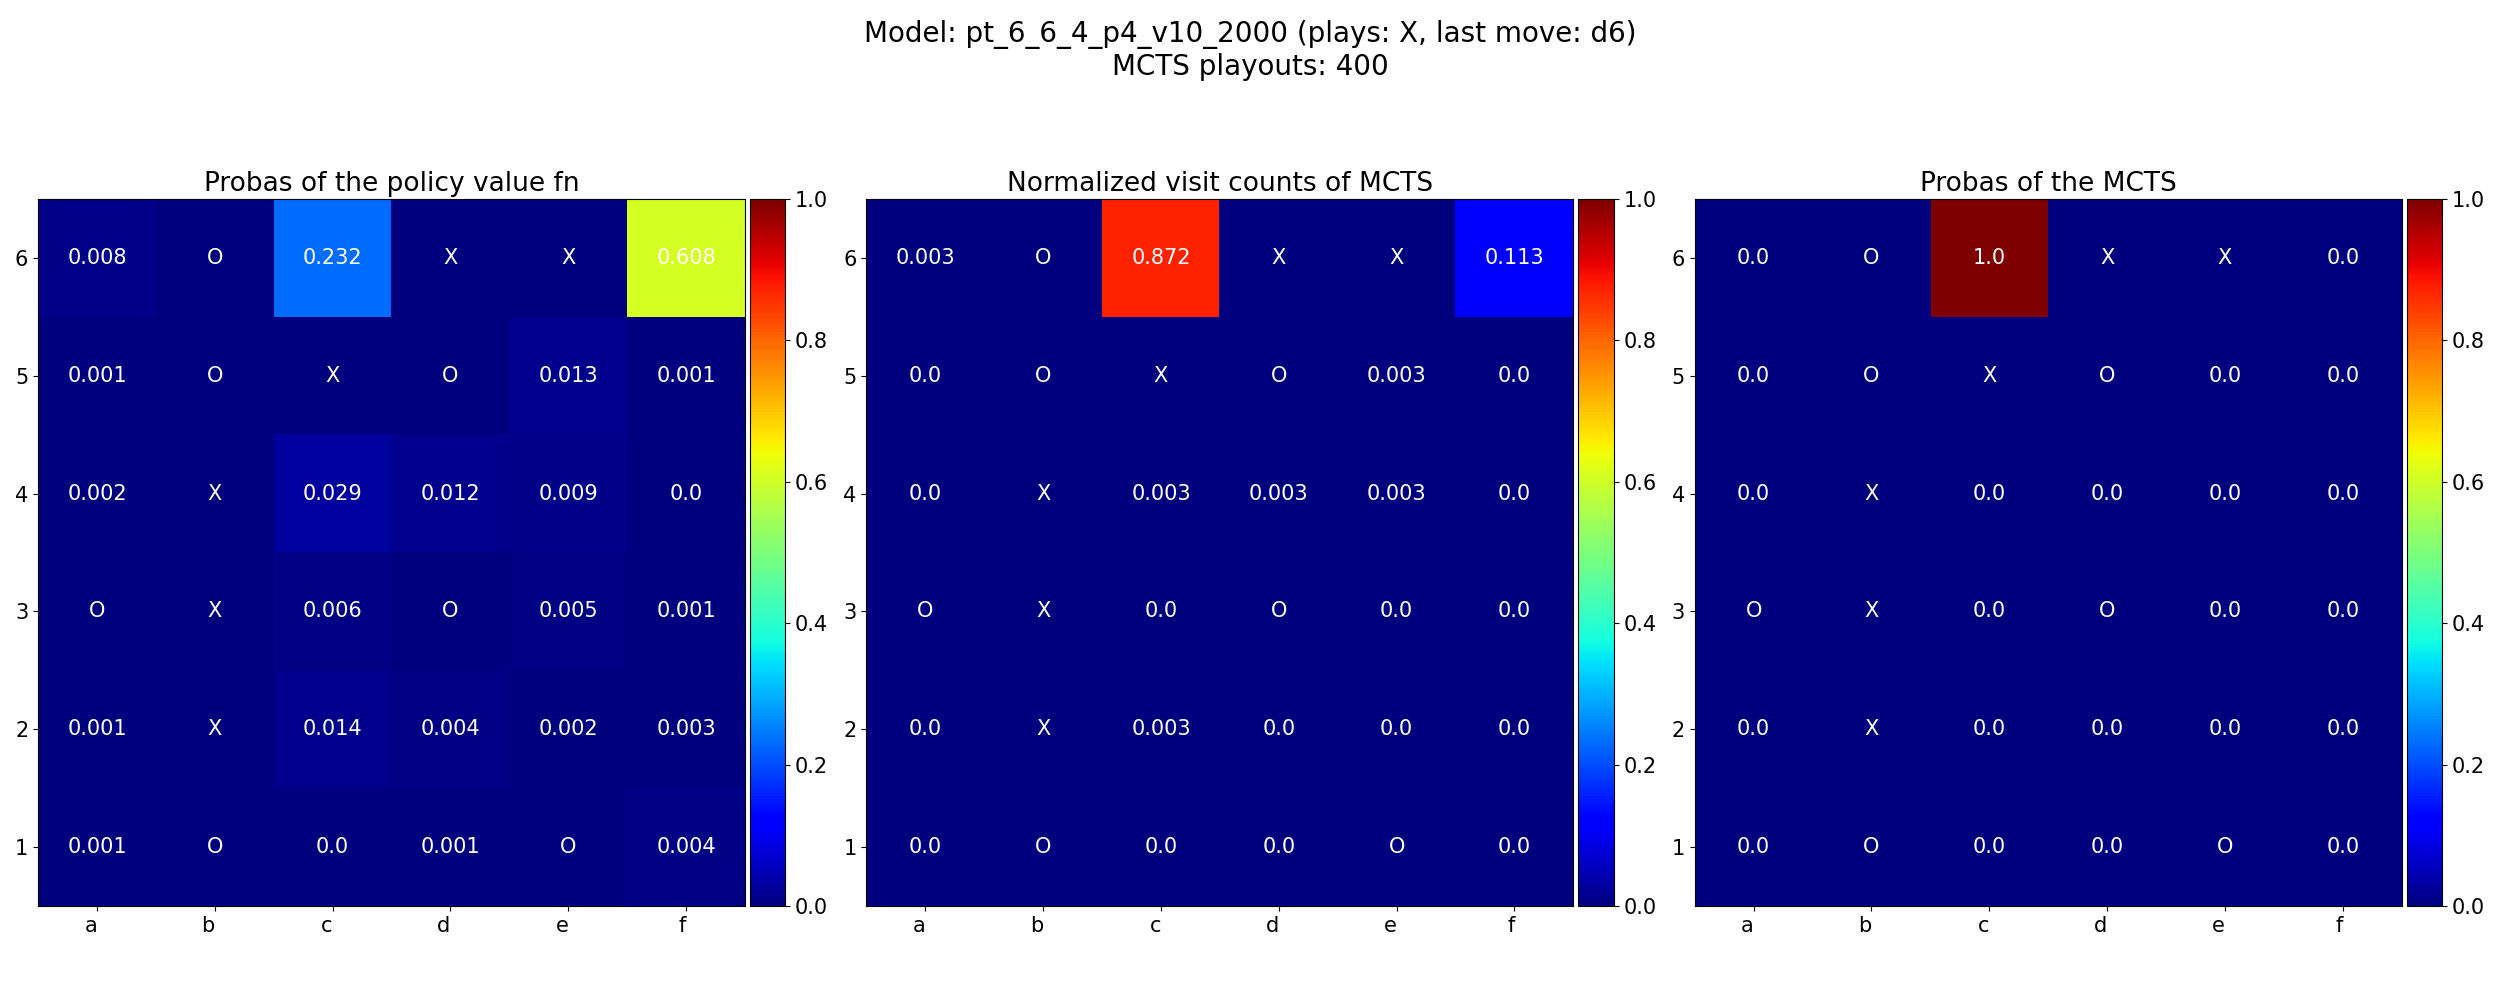 Model: pt_6_6_4_p4_v10_2000 (plays: X, last move: d6)
MCTS playouts: 400
Probas of the policy value fn
6 0.008 O 0.232 X X 0.608
5 0.001 O X O 0.013 0.001
4 0.002 X 0.029 0.012 0.009 0.0
3 O X 0.006 O 0.005 0.001
2 0.001 X 0.014 0.004 0.002 0.003
1 0.001 O 0.0 0.001 O 0.004
a b c d e f
1.0
0.8
0.6
0.4
0.2
0.0
Normalized visit counts of MCTS
6 0.003 O 0.872 X X 0.113
5 0.0 O X O 0.003 0.0
4 0.0 X 0.003 0.003 0.003 0.0
3 O X 0.0 O 0.0 0.0
2 0.0 X 0.003 0.0 0.0 0.0
1 0.0 O 0.0 0.0 O 0.0
a b c d e f
1.0
0.8
0.6
0.4
0.2
0.0
Probas of the MCTS
6 0.0 O 1.0 X X 0.0
5 0.0 O X O 0.0 0.0
4 0.0 X 0.0 0.0 0.0 0.0
3 O X 0.0 O 0.0 0.0
2 0.0 X 0.0 0.0 0.0 0.0
1 0.0 O 0.0 0.0 O 0.0
a b c d e f
1.0
0.8
0.6
0.4
0.2
0.0